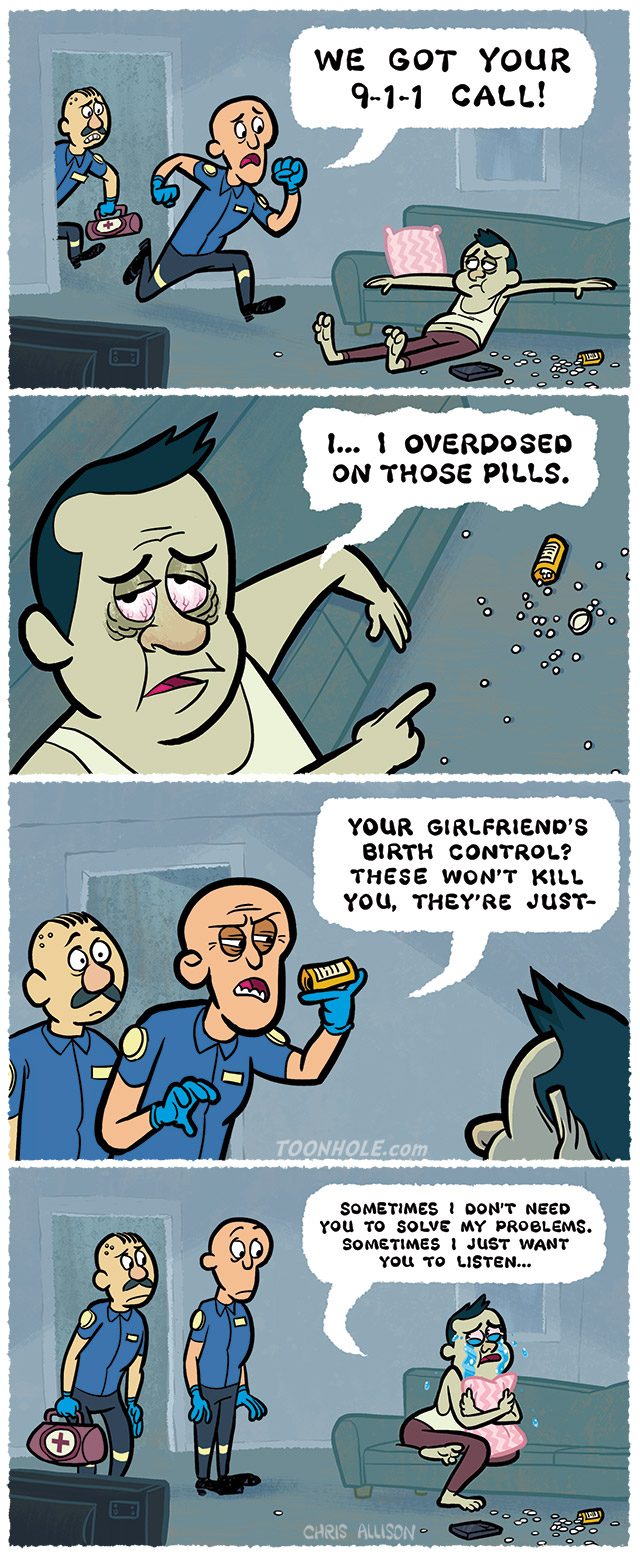 WE GOT YOUR
9-1-1 CALL!
I... I OVERDOSED
ON THOSE PILLS.
YOUR GIRLFRIEND'S
BIRTH CONTROL?
THESE WON'T KILL
YOU, THEY'RE JUST-
TOONHOLE.com
SOMETIMES I DON'T NEED
YOU TO SOLVE MY PROBLEMS.
SOMETIMES I JUST WANT
YOU TO LISTEN...
CHRIS ALLISON